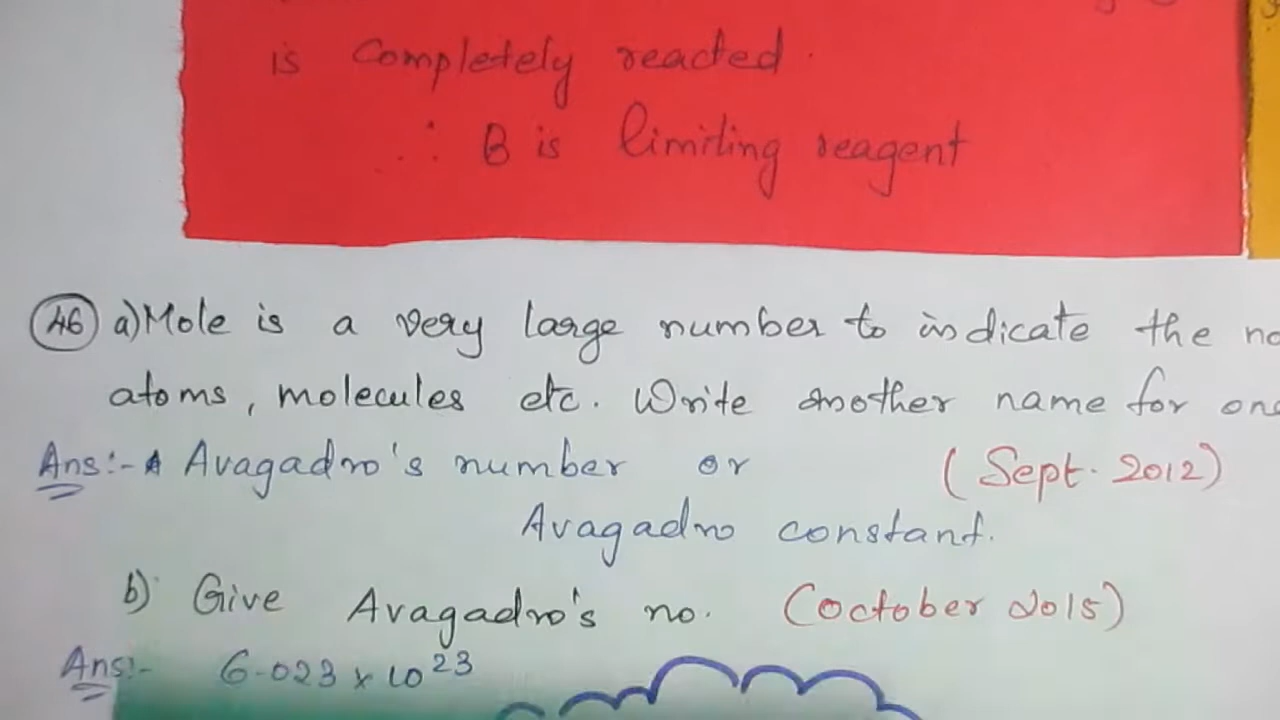 is completely reacted.
∴ B is limiting reagent
46 a) Mole is a very large number to indicate the no
atoms, molecules etc. Write another name for one
Ans:- Avagadro's number or (Sept. 2012)
Avagadro constant.
b) Give Avagadro's no. (October 2015)
Ans:- 6.023 x 10²³